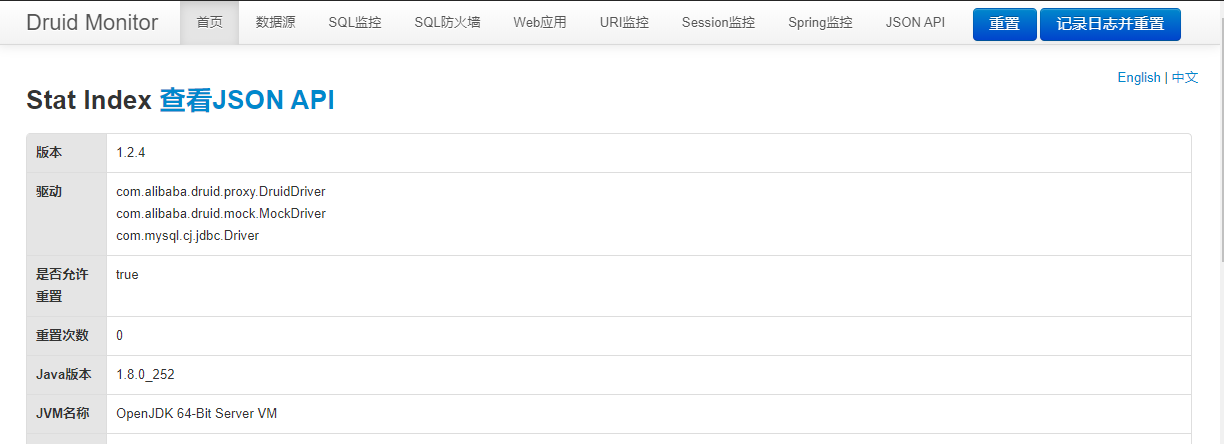 Druid Monitor 首页 数据源 SQL监控 SQL防火墙 Web应用 URI监控 Session监控 Spring监控 JSON API 重置 记录日志并重置
English | 中文
Stat Index 查看JSON API
版本 1.2.4
驱动 com.alibaba.druid.proxy.DruidDriver
com.alibaba.druid.mock.MockDriver
com.mysql.cj.jdbc.Driver
是否允许 true
重置
重置次数 0
Java版本 1.8.0_252
JVM名称 OpenJDK 64-Bit Server VM